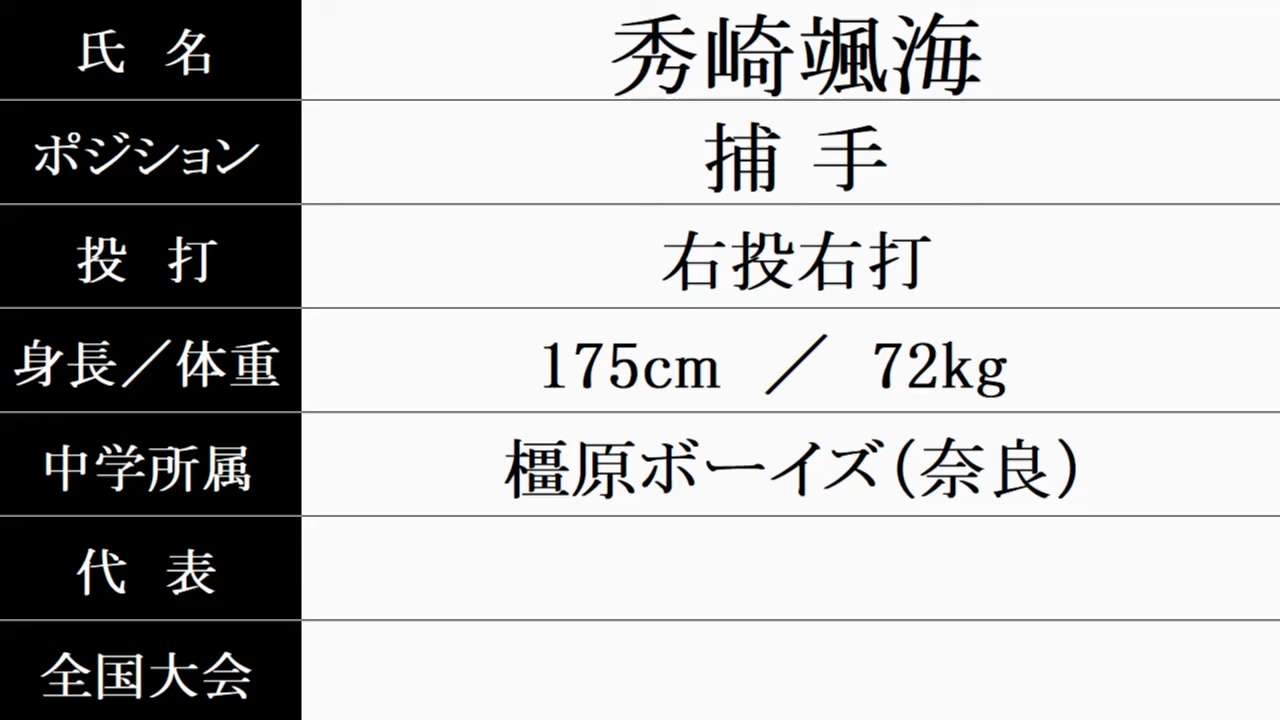 氏 名 秀崎颯海
ポジション 捕 手
投 打 右投右打
身長／体重 175cm ／ 72kg
中学所属 橿原ボーイズ（奈良）
代 表
全国大会